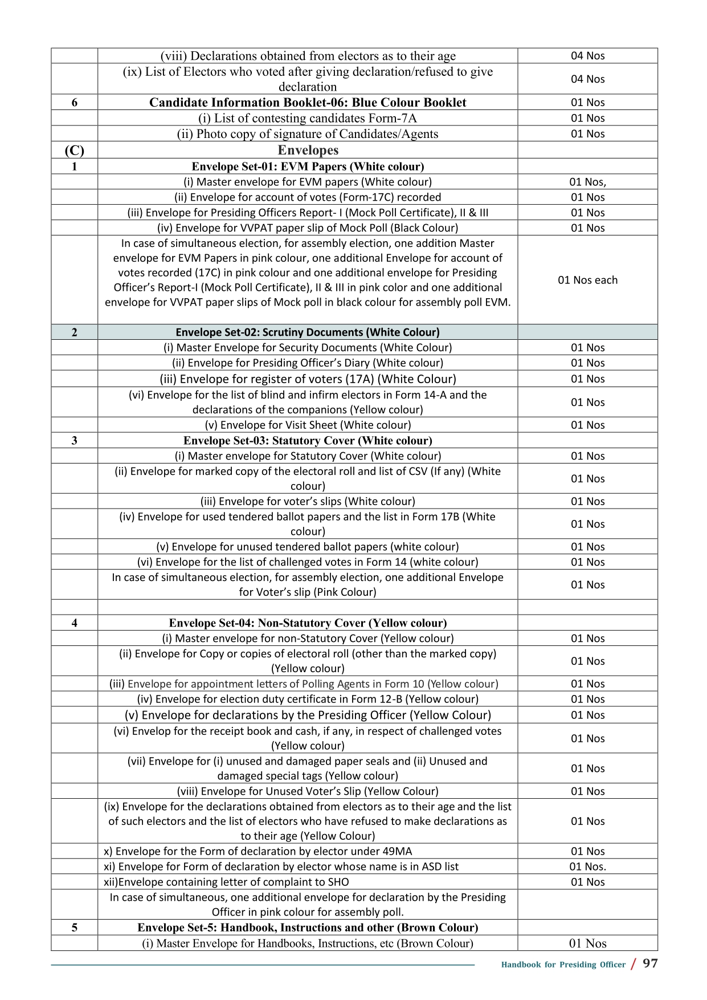 (viii) Declarations obtained from electors as to their age 04 Nos
(ix) List of Electors who voted after giving declaration/refused to give
declaration 04 Nos
6 Candidate Information Booklet-06: Blue Colour Booklet 01 Nos
(i) List of contesting candidates Form-7A 01 Nos
(ii) Photo copy of signature of Candidates/Agents 01 Nos
(C) Envelopes
1 Envelope Set-01: EVM Papers (White colour)
(i) Master envelope for EVM papers (White colour) 01 Nos,
(ii) Envelope for account of votes (Form-17C) recorded 01 Nos
(iii) Envelope for Presiding Officers Report- I (Mock Poll Certificate), II & III 01 Nos
(iv) Envelope for VVPAT paper slip of Mock Poll (Black Colour) 01 Nos
In case of simultaneous election, for assembly election, one addition Master
envelope for EVM Papers in pink colour, one additional Envelope for account of
votes recorded (17C) in pink colour and one additional envelope for Presiding
Officer’s Report-I (Mock Poll Certificate), II & III in pink color and one additional
envelope for VVPAT paper slips of Mock poll in black colour for assembly poll EVM.
01 Nos each
2 Envelope Set-02: Scrutiny Documents (White Colour)
(i) Master Envelope for Security Documents (White Colour) 01 Nos
(ii) Envelope for Presiding Officer’s Diary (White colour) 01 Nos
(iii) Envelope for register of voters (17A) (White Colour) 01 Nos
(vi) Envelope for the list of blind and infirm electors in Form 14-A and the
declarations of the companions (Yellow colour) 01 Nos
(v) Envelope for Visit Sheet (White colour) 01 Nos
3 Envelope Set-03: Statutory Cover (White colour)
(i) Master envelope for Statutory Cover (White colour) 01 Nos
(ii) Envelope for marked copy of the electoral roll and list of CSV (If any) (White
colour) 01 Nos
(iii) Envelope for voter’s slips (White colour) 01 Nos
(iv) Envelope for used tendered ballot papers and the list in Form 17B (White
colour) 01 Nos
(v) Envelope for unused tendered ballot papers (white colour) 01 Nos
(vi) Envelope for the list of challenged votes in Form 14 (white colour) 01 Nos
In case of simultaneous election, for assembly election, one additional Envelope
for Voter’s slip (Pink Colour) 01 Nos
4 Envelope Set-04: Non-Statutory Cover (Yellow colour)
(i) Master envelope for non-Statutory Cover (Yellow colour) 01 Nos
(ii) Envelope for Copy or copies of electoral roll (other than the marked copy)
(Yellow colour) 01 Nos
(iii) Envelope for appointment letters of Polling Agents in Form 10 (Yellow colour) 01 Nos
(iv) Envelope for election duty certificate in Form 12-B (Yellow colour) 01 Nos
(v) Envelope for declarations by the Presiding Officer (Yellow Colour) 01 Nos
(vi) Envelop for the receipt book and cash, if any, in respect of challenged votes
(Yellow colour) 01 Nos
(vii) Envelope for (i) unused and damaged paper seals and (ii) Unused and
damaged special tags (Yellow colour) 01 Nos
(viii) Envelope for Unused Voter’s Slip (Yellow Colour) 01 Nos
(ix) Envelope for the declarations obtained from electors as to their age and the list
of such electors and the list of electors who have refused to make declarations as
to their age (Yellow Colour) 01 Nos
x) Envelope for the Form of declaration by elector under 49MA 01 Nos
xi) Envelope for Form of declaration by elector whose name is in ASD list 01 Nos.
xii)Envelope containing letter of complaint to SHO 01 Nos
In case of simultaneous, one additional envelope for declaration by the Presiding
Officer in pink colour for assembly poll.
5 Envelope Set-5: Handbook, Instructions and other (Brown Colour)
(i) Master Envelope for Handbooks, Instructions, etc (Brown Colour) 01 Nos
Handbook for Presiding Officer / 97